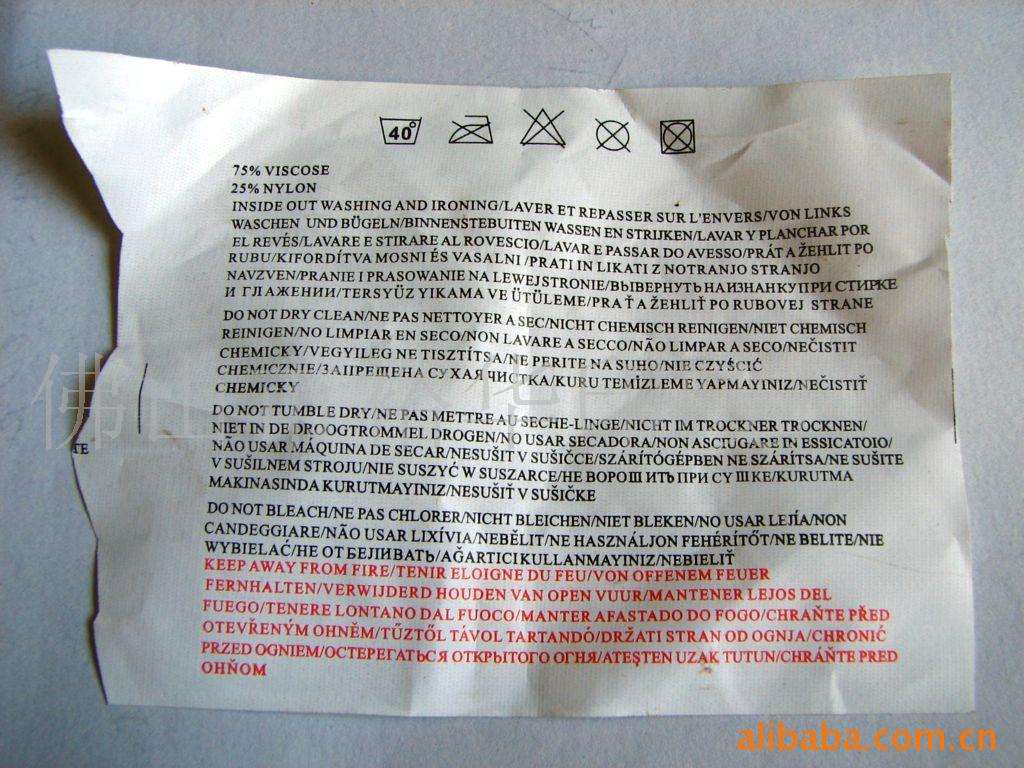 40°
75% VISCOSE
25% NYLON
INSIDE OUT WASHING AND IRONING/LAVER ET REPASSER SUR L'ENVERS/VON LINKS
WASCHEN UND BÜGELN/BINNENSTEBUITEN WASSEN EN STRIJKEN/LAVAR Y PLANCHAR POR
EL REVÉS/LAVARE E STIRARE AL ROVESCIO/LAVAR E PASSAR DO AVESSO/PRÁT A ŽEHLIT PO
RUBU/KIFORDÍTVA MOSNI ÉS VASALNI /PRATI IN LIKATI Z NOTRANJO STRANJO
NAVZVEN/PRANIE I PRASOWANIE NA LEWEJ STRONIE/ВЫВЕРНУТЬ НА ИЗНАНКУ ПРИ СТИРКЕ
И ГЛАЖЕНИИ/TERSYÜZ YIKAMA VE ÜTÜLEME/PRAŤ A ŽEHLIŤ PO RUBOVEJ STRANE
DO NOT DRY CLEAN/NE PAS NETTOYER A SEC/NICHT CHEMISCH REINIGEN/NIET CHEMISCH
REINIGEN/NO LIMPIAR EN SECO/NON LAVARE A SECCO/NÃO LIMPAR A SECO/NEČISTIT
CHEMICKY/VEGYILEG NE TISZTÍTSA/NE PERITE NA SUHO/NIE CZYŚCIĆ
CHEMICZNIE/ЗАПРЕЩЕНА СУХАЯ ЧИСТКА/KURU TEMİZLEME YAPMAYINIZ/NEČISTIŤ
CHEMICKY
DO NOT TUMBLE DRY/NE PAS METTRE AU SECHE-LINGE/NICHT IM TROCKNER TROCKNEN/
NIET IN DE DROOGTROMMEL DROGEN/NO USAR SECADORA/NON ASCIUGARE IN ESSICATOIO/
NÃO USAR MÁQUINA DE SECAR/NESUŠIT V SUŠIČCE/SZÁRÍTÓGÉPBEN NE SZÁRÍTSA/NE SUŠITE
V SUŠILNEM STROJU/NIE SUSZYĆ W SUSZARCE/НЕ ВОРОШИТЬ ПРИ СУШКЕ/KURUTMA
MAKINASINDA KURUTMAYINIZ/NESUŠIŤ V SUŠIČKE
DO NOT BLEACH/NE PAS CHLORER/NICHT BLEICHEN/NIET BLEKEN/NO USAR LEJÍA/NON
CANDEGGIARE/NÃO USAR LIXÍVIA/NEBĚLIT/NE HASZNÁLJON FEHÉRÍTŐT/NE BELITE/NIE
WYBIELAĆ/НЕ ОТБЕЛИВАТЬ/AĞARTICI KULLANMAYINIZ/NEBIELIŤ
KEEP AWAY FROM FIRE/TENIR ELOIGNE DU FEU/VON OFFENEM FEUER
FERNHALTEN/VERWIJDERD HOUDEN VAN OPEN VUUR/MANTENER LEJOS DEL
FUEGO/TENERE LONTANO DAL FUOCO/MANTER AFASTADO DO FOGO/CHRAŇTE PŘED
OTEVŘENÝM OHNĚM/TŰZTŐL TÁVOL TARTANDÓ/DRŽATI STRAN OD OGNJA/CHRONIĆ
PRZED OGNIEM/ОСТЕРЕГАТЬСЯ ОТКРЫТОГО ОГНЯ/ATEŞTEN UZAK TUTUN/CHRÁŇTE PRED
OHŇOM
TE
佛山
alibaba.com.cn